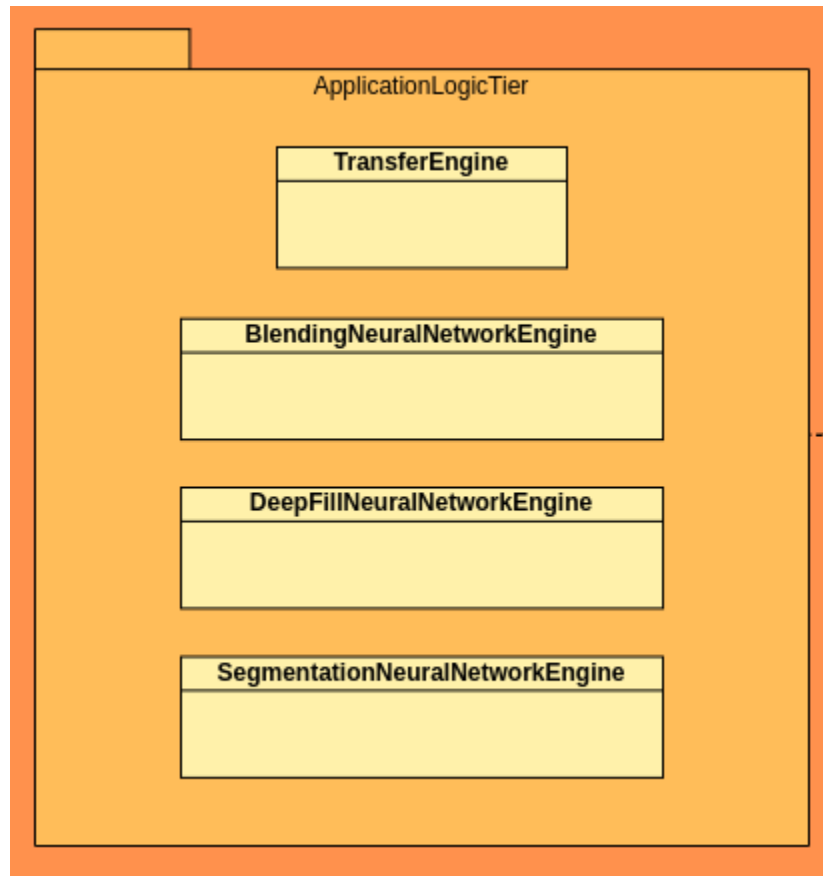 ApplicationLogicTier
TransferEngine
BlendingNeuralNetworkEngine
DeepFillNeuralNetworkEngine
SegmentationNeuralNetworkEngine